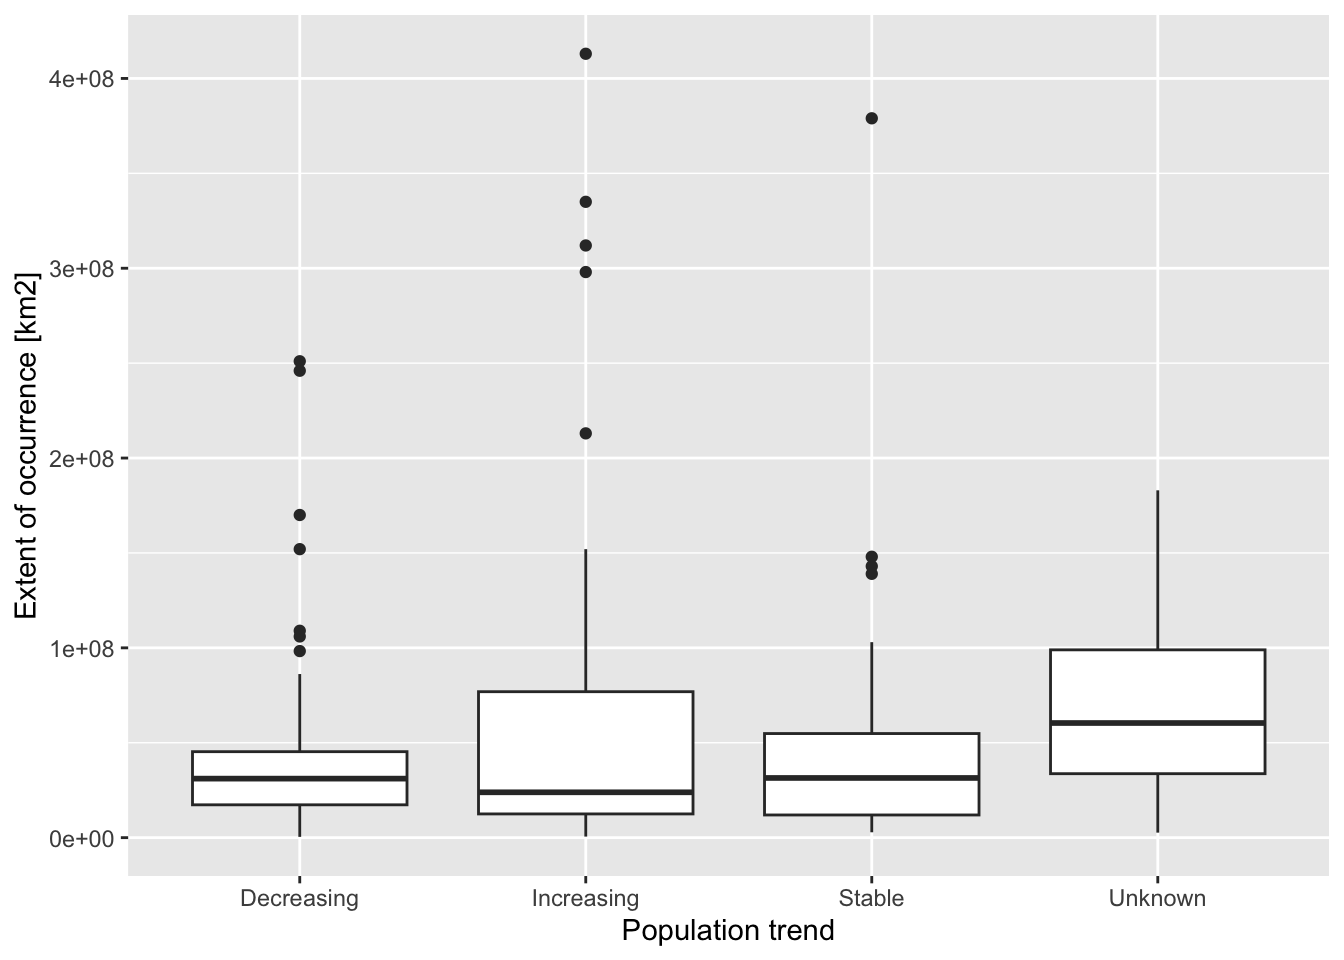 4e+08
3e+08
2e+08
1e+08
0e+00
Extent of occurrence [km2]
Decreasing Increasing Stable Unknown
Population trend